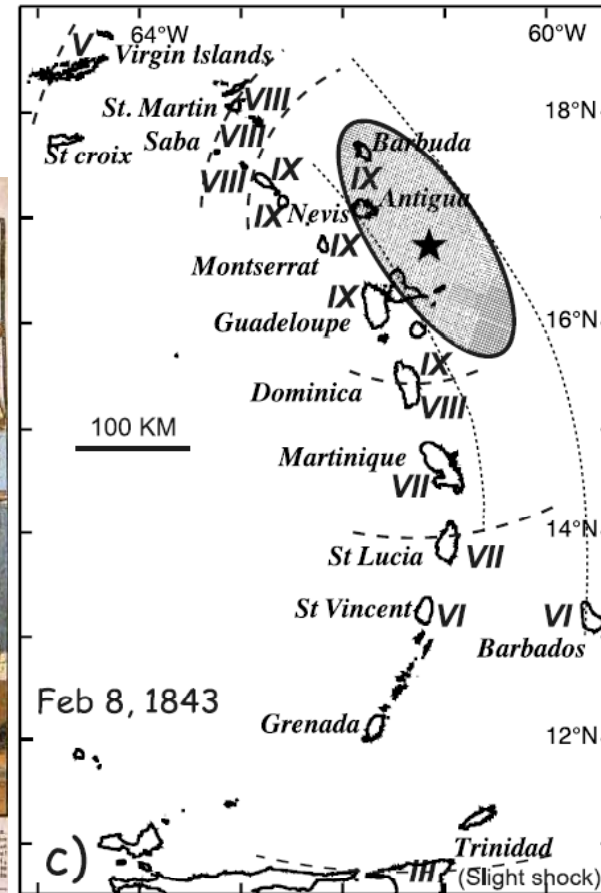 64°W
60°W
V
Virgin Islands
St. Martin
VIII
18°N
St croix
Saba
VIII
Barbuda
VIII
IX
IX
Antigua
IX
Nevis
Montserrat
IX
IX
Guadeloupe
16°N
IX
Dominica
VIII
100 KM
Martinique
VII
14°N
St Lucia
VII
St Vincent
VI
VI
Barbados
Feb 8, 1843
Grenada
12°N
Trinidad
c)
III
(Slight shock)